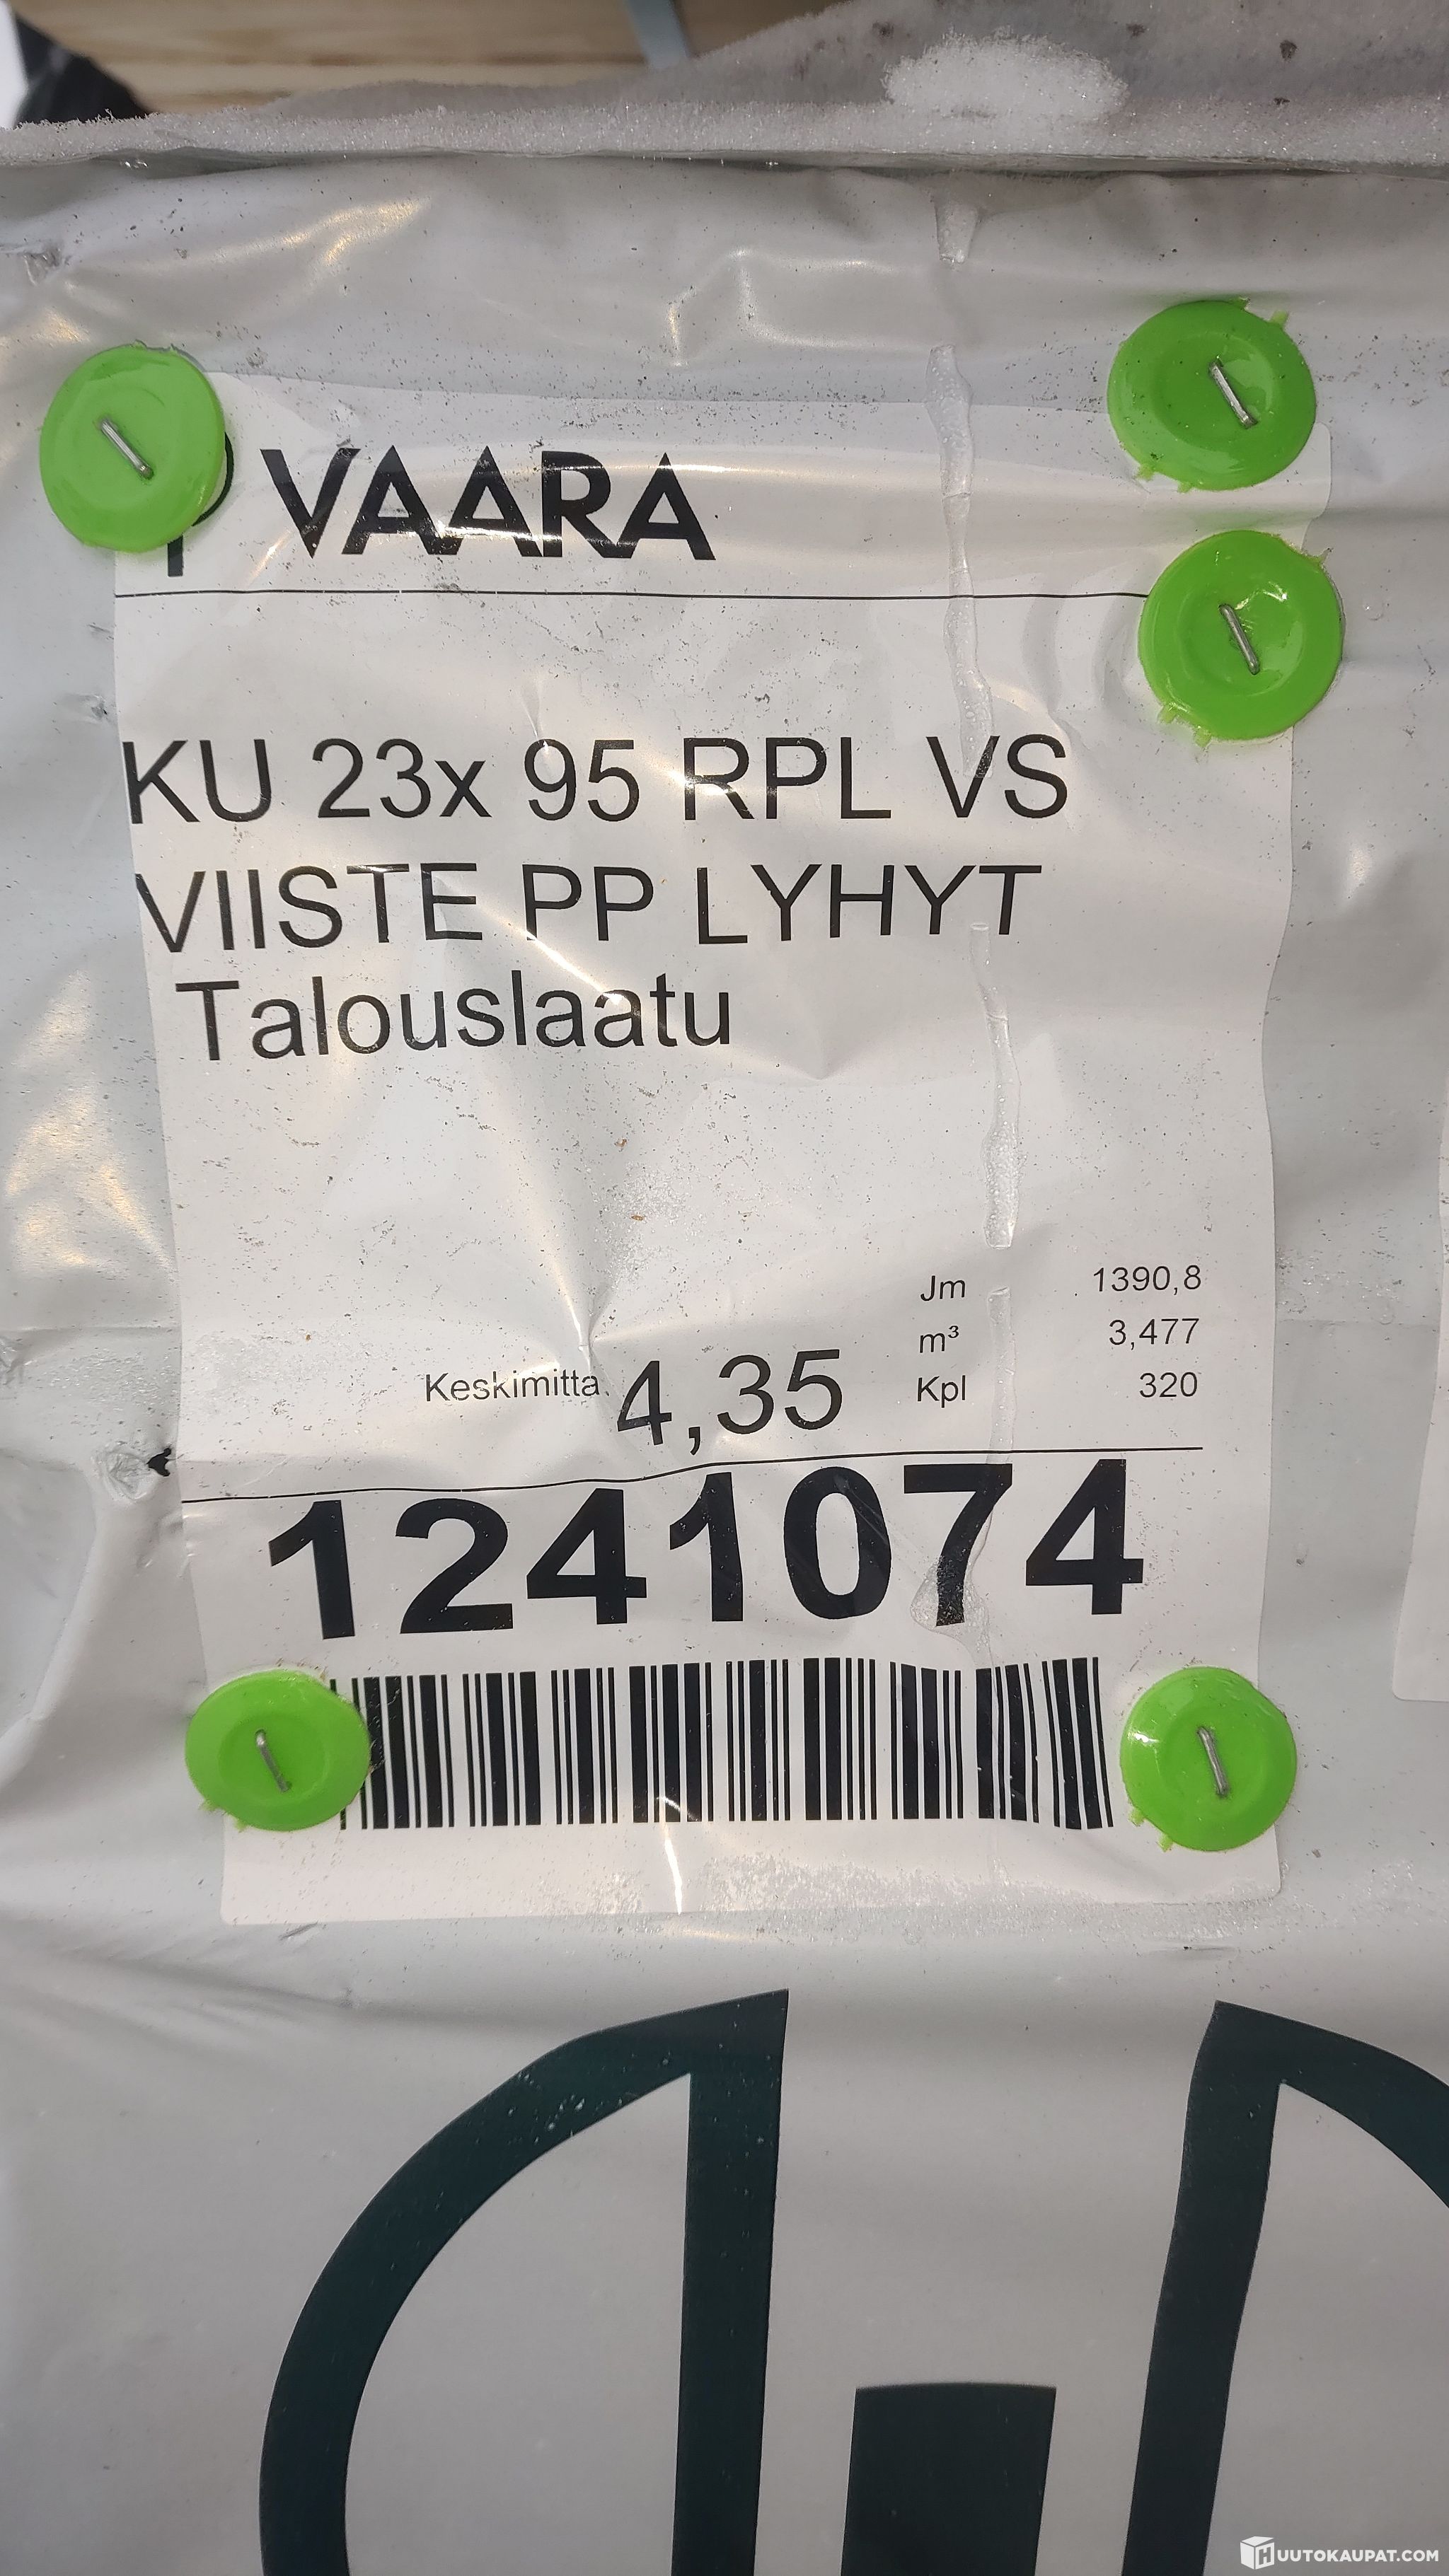 VAARA
KU 23x 95 RPL VS
VIISTE PP LYHYT
Talouslaatu
Jm 1390,8
m³ 3,477
Keskimitta 4,35 Kpl 320
1241074
HUUTOKAUPAT.COM